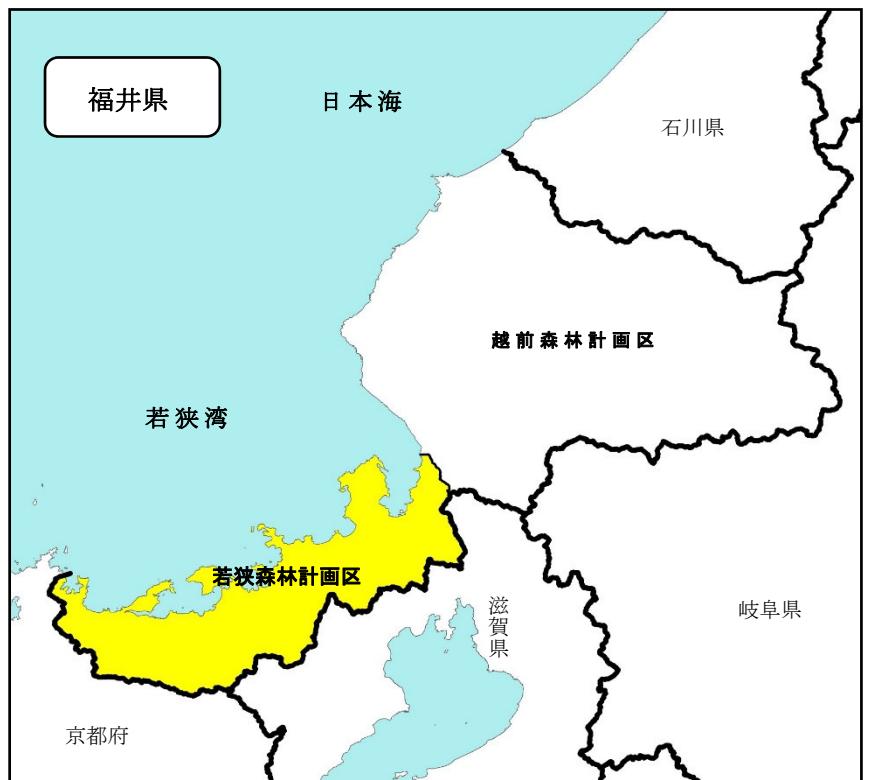 福井県
日本海
石川県
越前森林計画区
若狭湾
若狭森林計画区
滋賀県
岐阜県
京都府